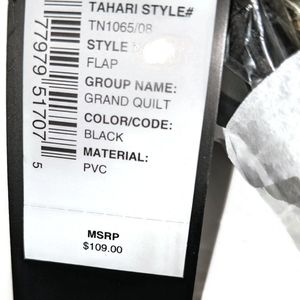 TAHARI STYLE#
TN1065/08
STYLE N
FLAP
GROUP NAME:
GRAND QUILT
COLOR/CODE:
BLACK
MATERIAL:
PVC
77979 51707 5
MSRP
$109.00